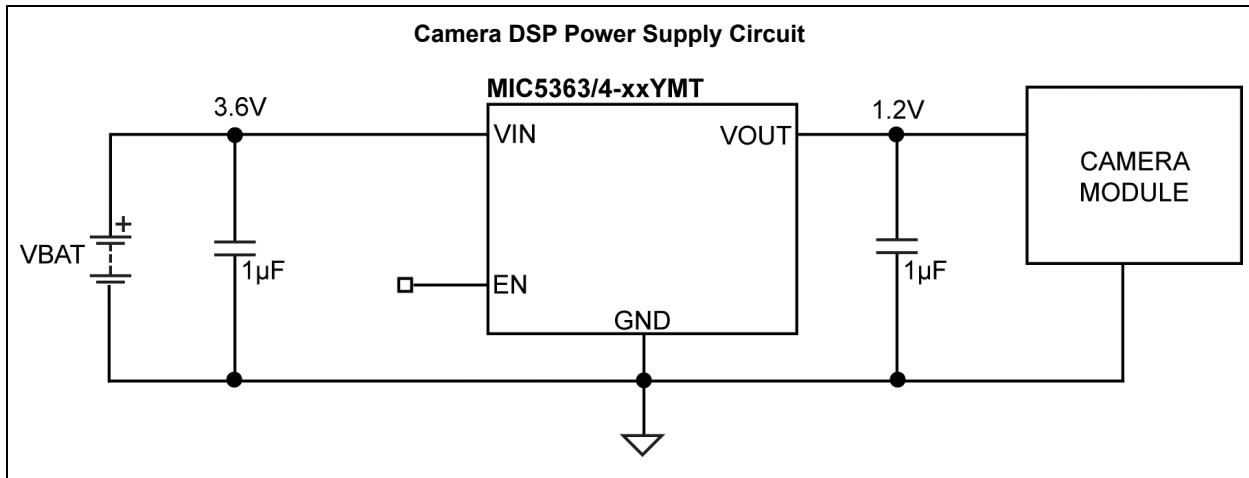 Camera DSP Power Supply Circuit
MIC5363/4-xxYMT
3.6V
1.2V
VIN
VOUT
CAMERA
MODULE
+
VBAT
1µF
1µF
EN
GND